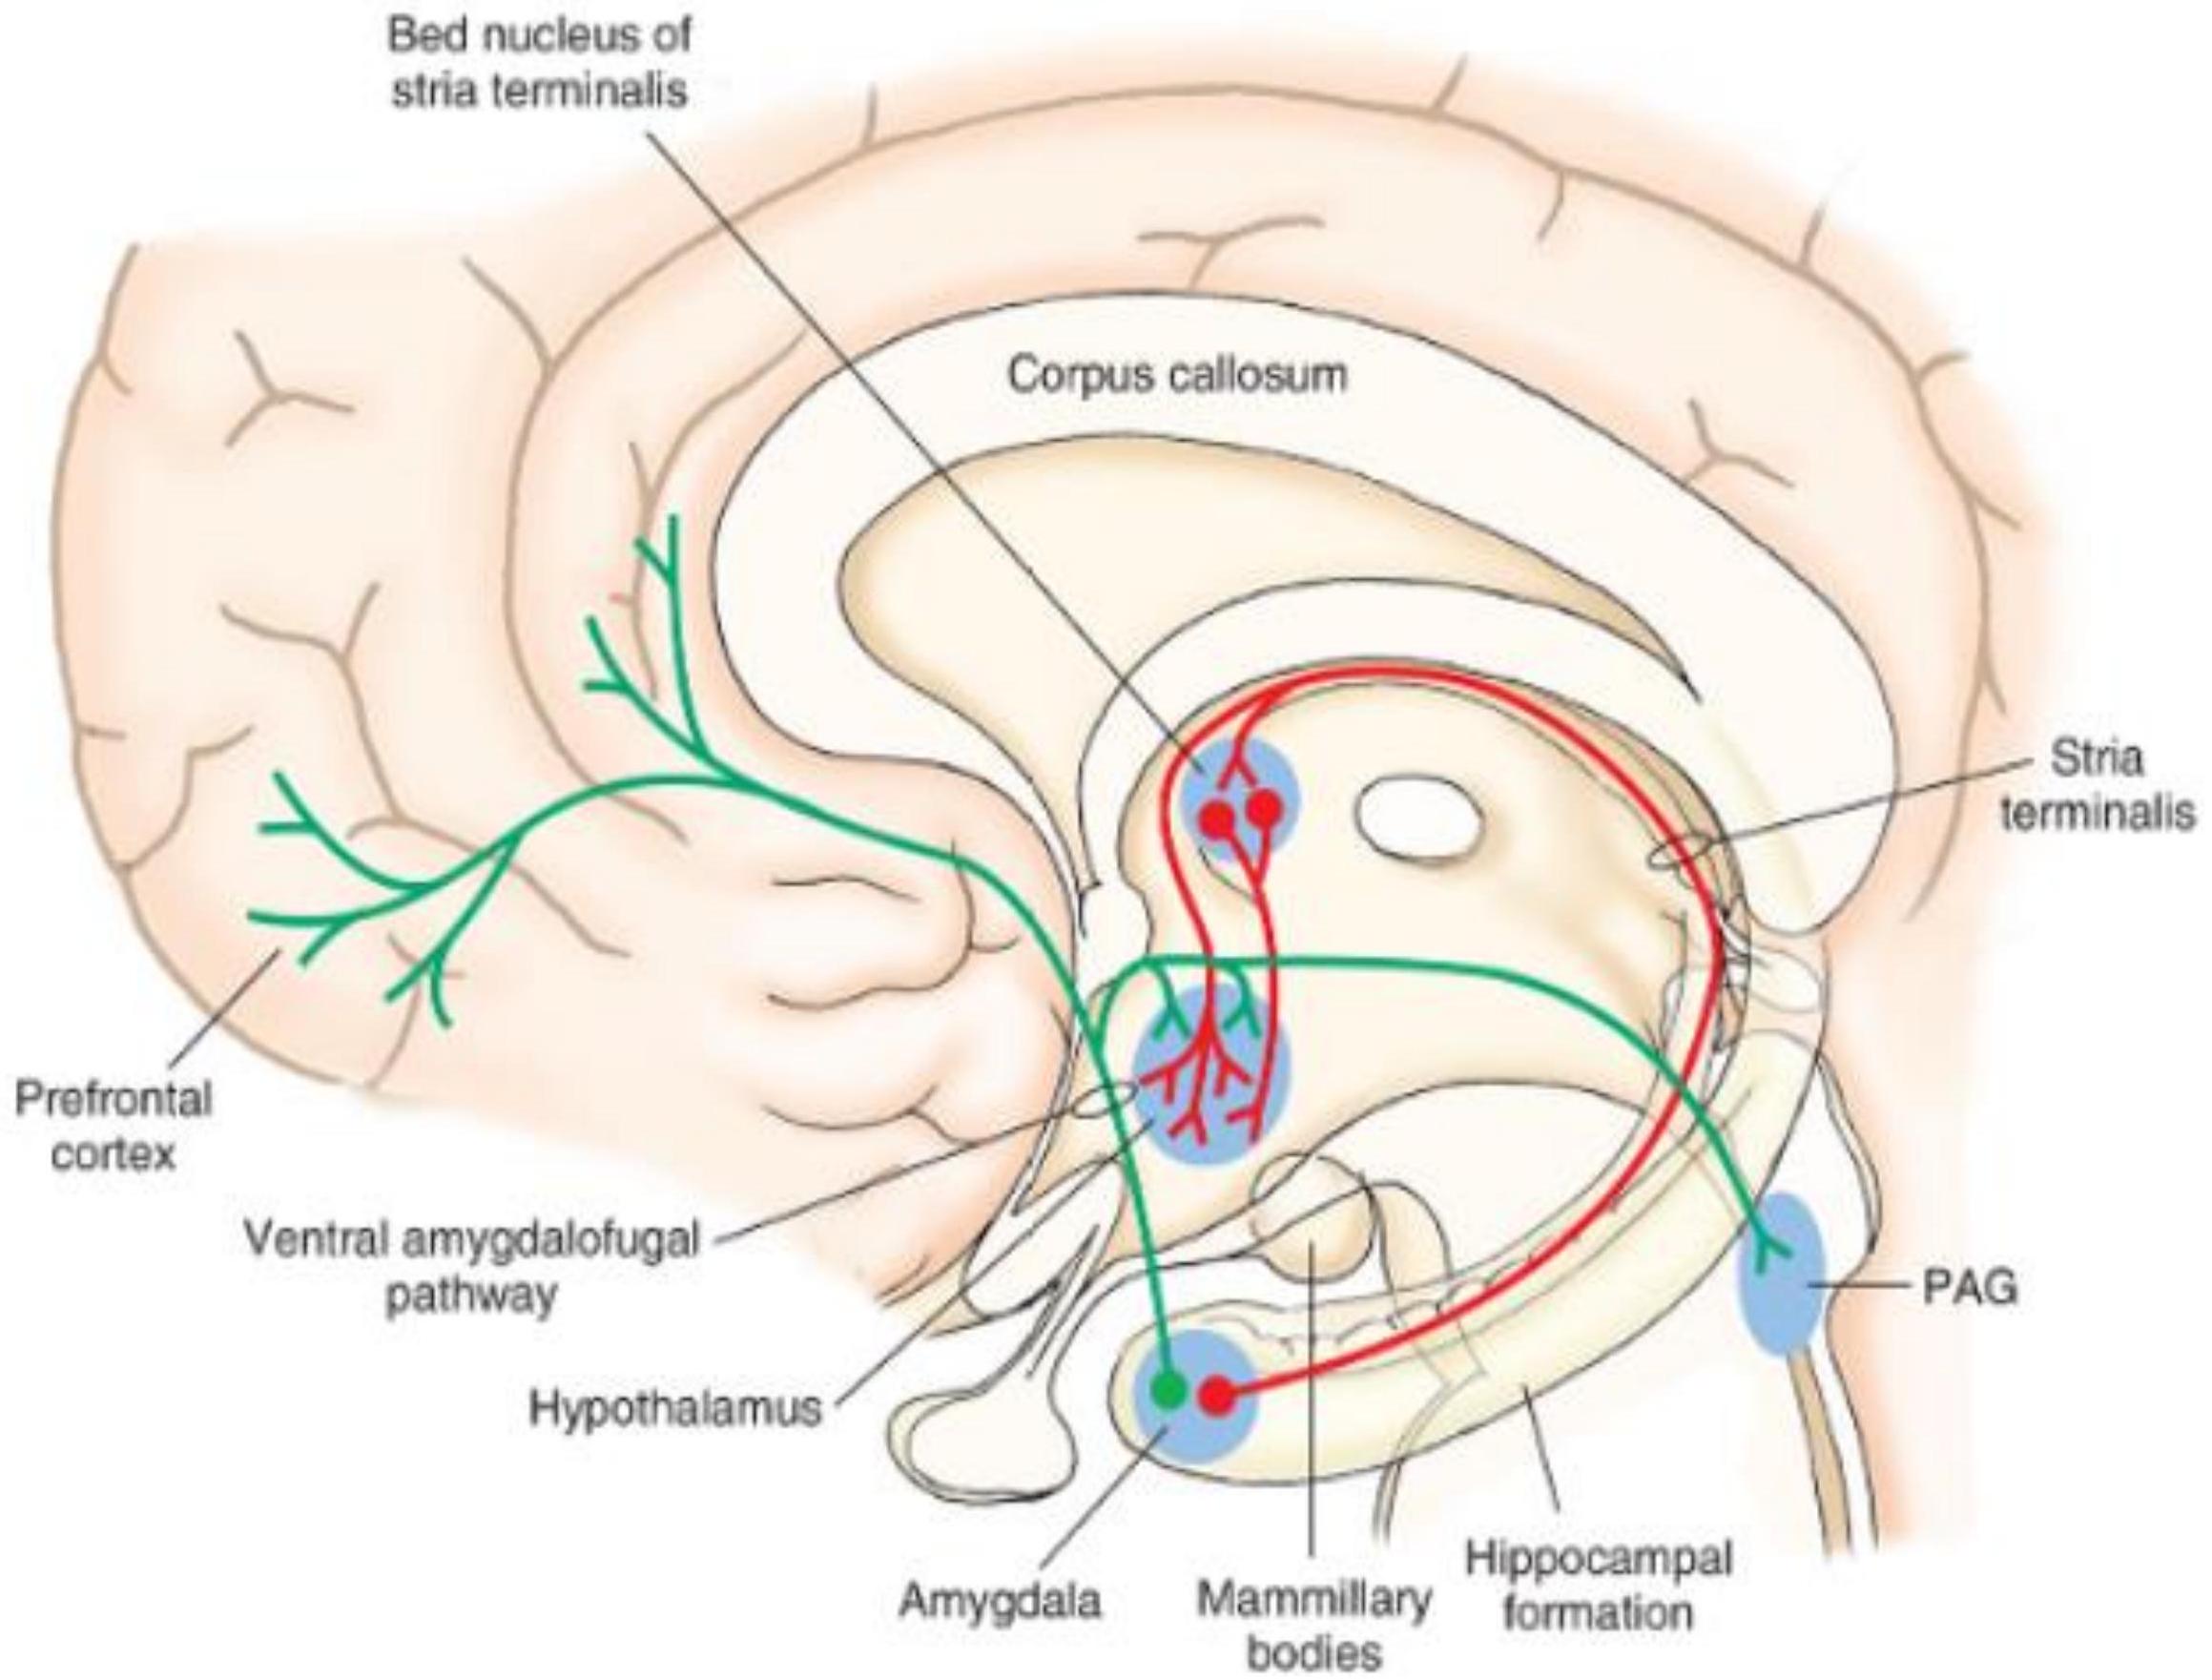 Bed nucleus of
stria terminalis
Corpus callosum
Stria
terminalis
Prefrontal
cortex
Ventral amygdalofugal
pathway
PAG
Hypothalamus
Amygdala
Mammillary
bodies
Hippocampal
formation